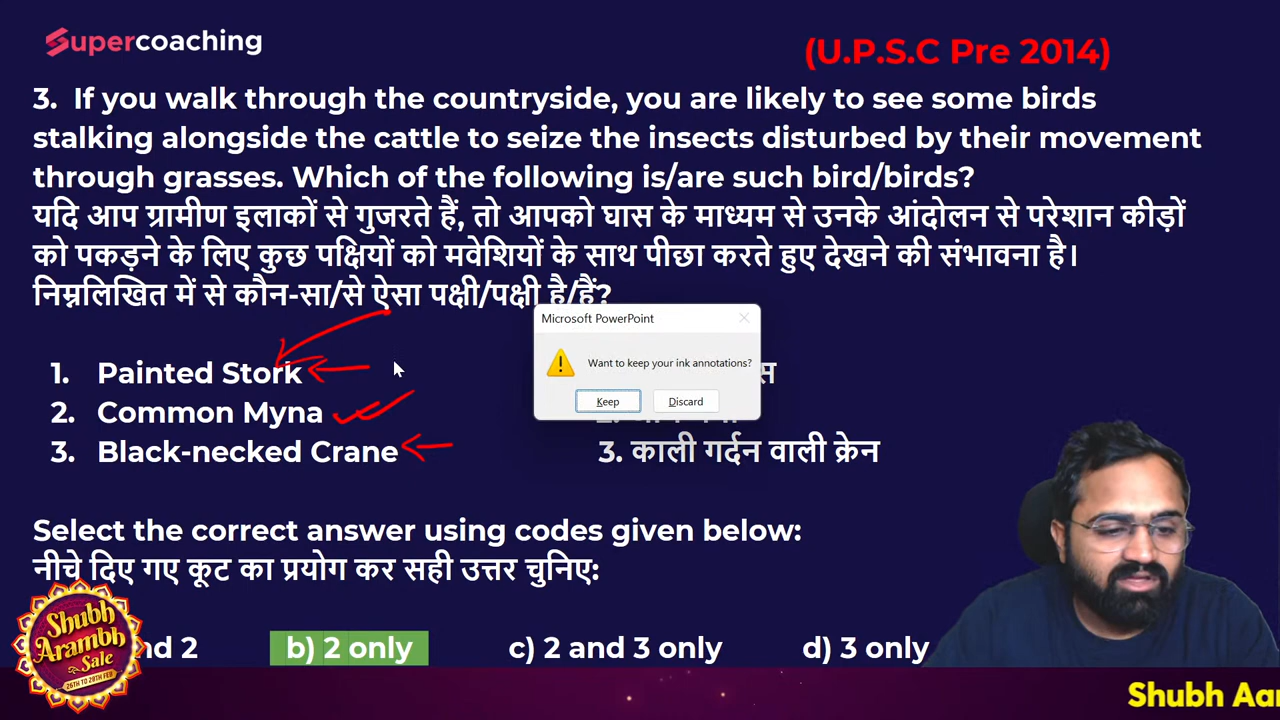 Supercoaching
(U.P.S.C Pre 2014)
3. If you walk through the countryside, you are likely to see some birds
stalking alongside the cattle to seize the insects disturbed by their movement
through grasses. Which of the following is/are such bird/birds?
यदि आप ग्रामीण इलाकों से गुजरते हैं, तो आपको घास के माध्यम से उनके आंदोलन से परेशान कीड़ों
को पकड़ने के लिए कुछ पक्षियों को मवेशियों के साथ पीछा करते हुए देखने की संभावना है।
निम्नलिखित में से कौन-सा/से ऐसा पक्षी/पक्षी है/हैं?
Microsoft PowerPoint
Want to keep your ink annotations?
Keep Discard
1. Painted Stork
2. Common Myna
3. Black-necked Crane 3. काली गर्दन वाली क्रेन
Select the correct answer using codes given below:
नीचे दिए गए कूट का प्रयोग कर सही उत्तर चुनिए:
nd 2 b) 2 only c) 2 and 3 only d) 3 only
Shubh
Arambh
Sale
26TH TO 28TH FEB
Shubh